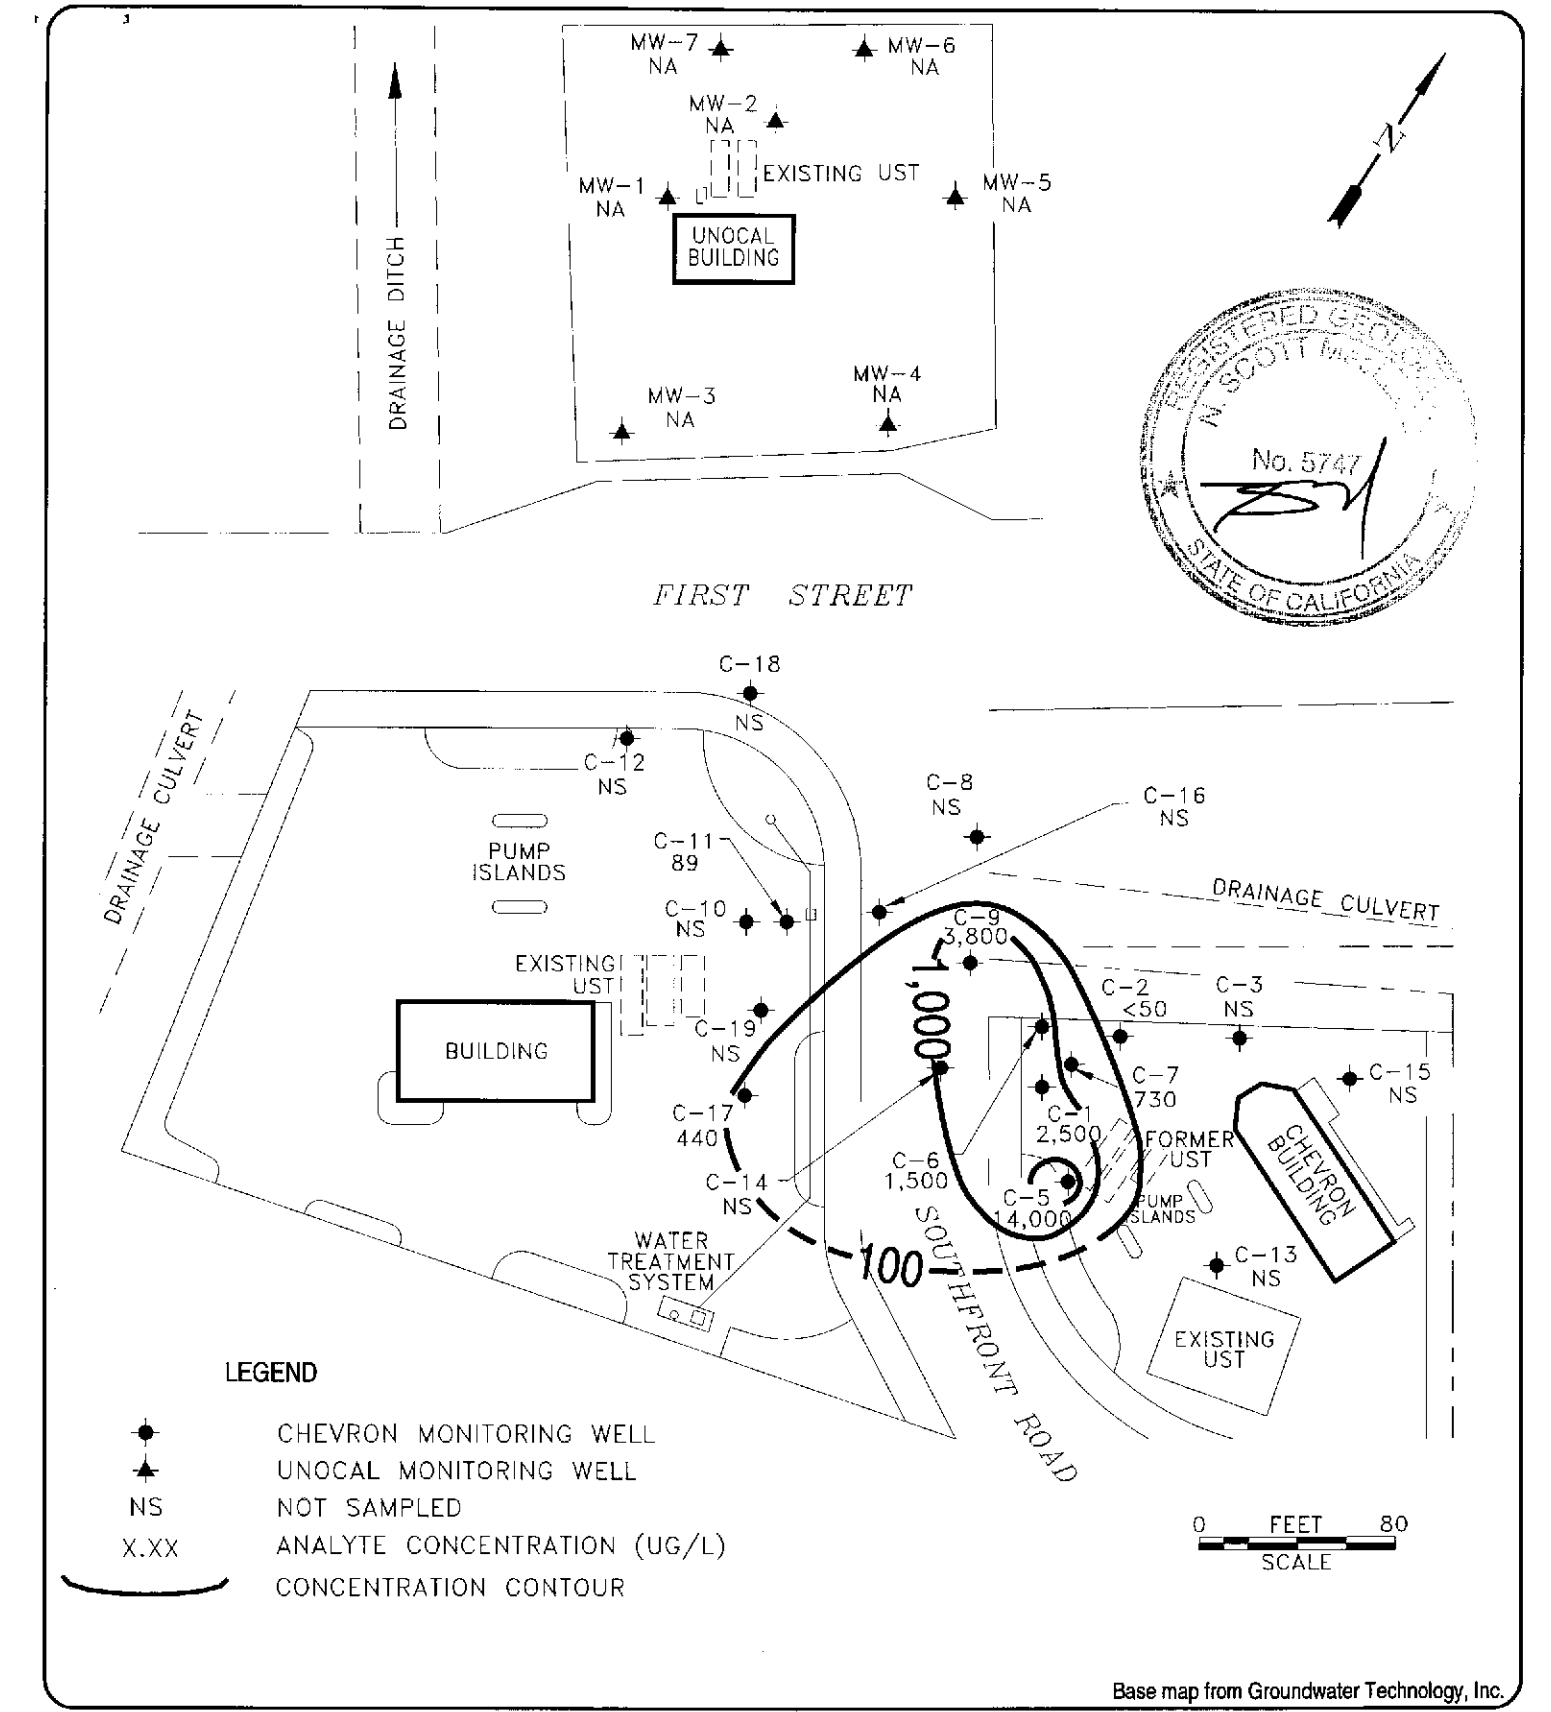 MW-7
NA
MW-6
NA
MW-2
NA
EXISTING UST
MW-1
NA
MW-5
NA
UNOCAL
BUILDING
DRAINAGE DITCH
MW-3
NA
MW-4
NA
N
REGISTERED
N. SCOTT
No. 5747
STATE OF CALIFORNIA
FIRST STREET
C-18
NS
C-12
NS
DRAINAGE CULVERT
C-8
NS
C-16
NS
PUMP
ISLANDS
C-11
89
C-10
NS
DRAINAGE CULVERT
C-9
3,800
1,000
EXISTING
UST
C-19
NS
C-2
<50
C-3
NS
BUILDING
C-15
NS
C-7
730
C-17
440
C-1
2,500
FORMER
UST
CHEVRON
BUILDING
C-14
NS
C-6
1,500
C-5
14,000
PUMP
ISLANDS
WATER
TREATMENT
SYSTEM
100
SOUTHFRONT ROAD
C-13
NS
EXISTING
UST
LEGEND
CHEVRON MONITORING WELL
UNOCAL MONITORING WELL
NS NOT SAMPLED
X.XX ANALYTE CONCENTRATION (UG/L)
CONCENTRATION CONTOUR
0 FEET 80
SCALE
Base map from Groundwater Technology, Inc.